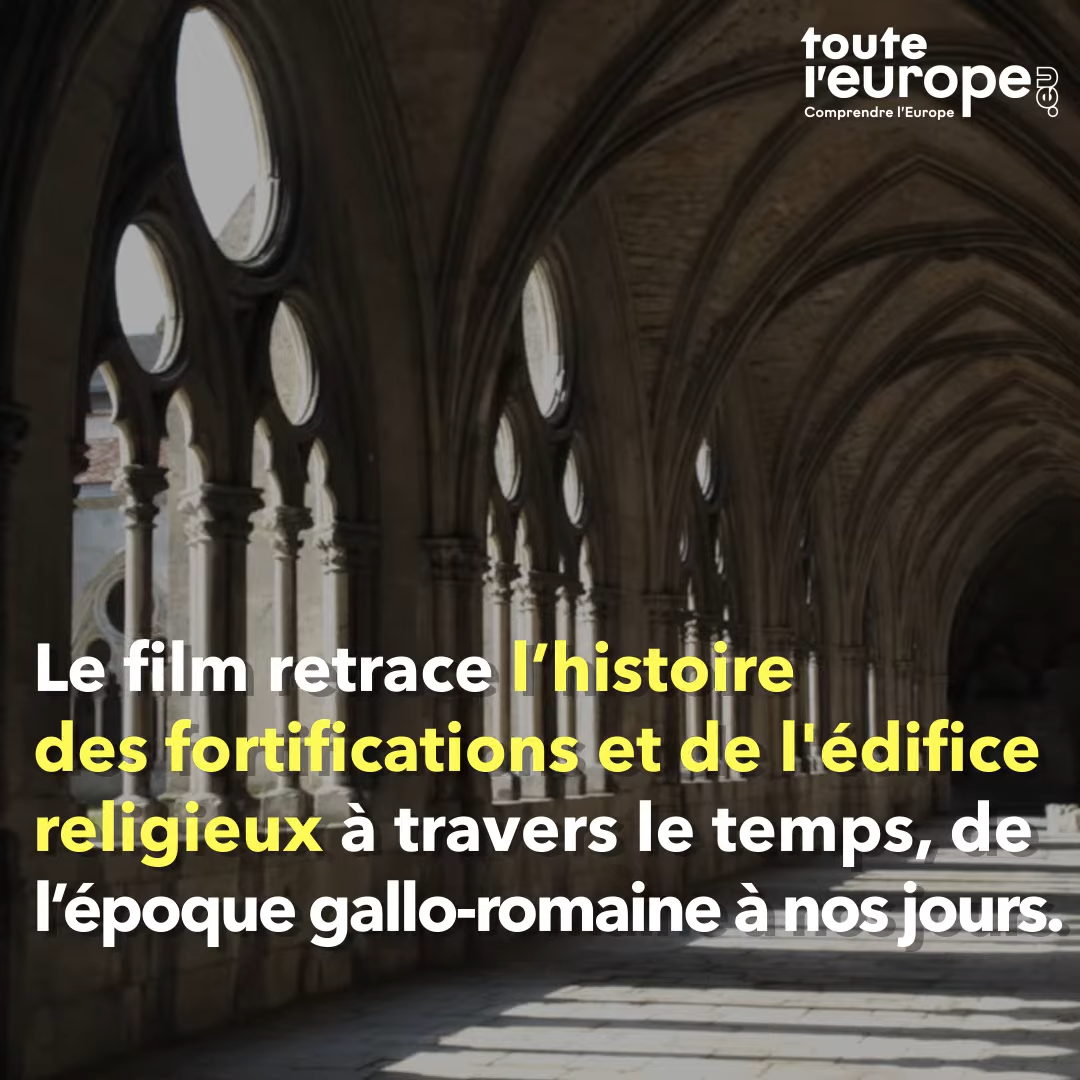 toute
l'europe.eu
Comprendre l'Europe
Le film retrace l’histoire
des fortifications et de l'édifice
religieux à travers le temps, de
l’époque gallo-romaine à nos jours.